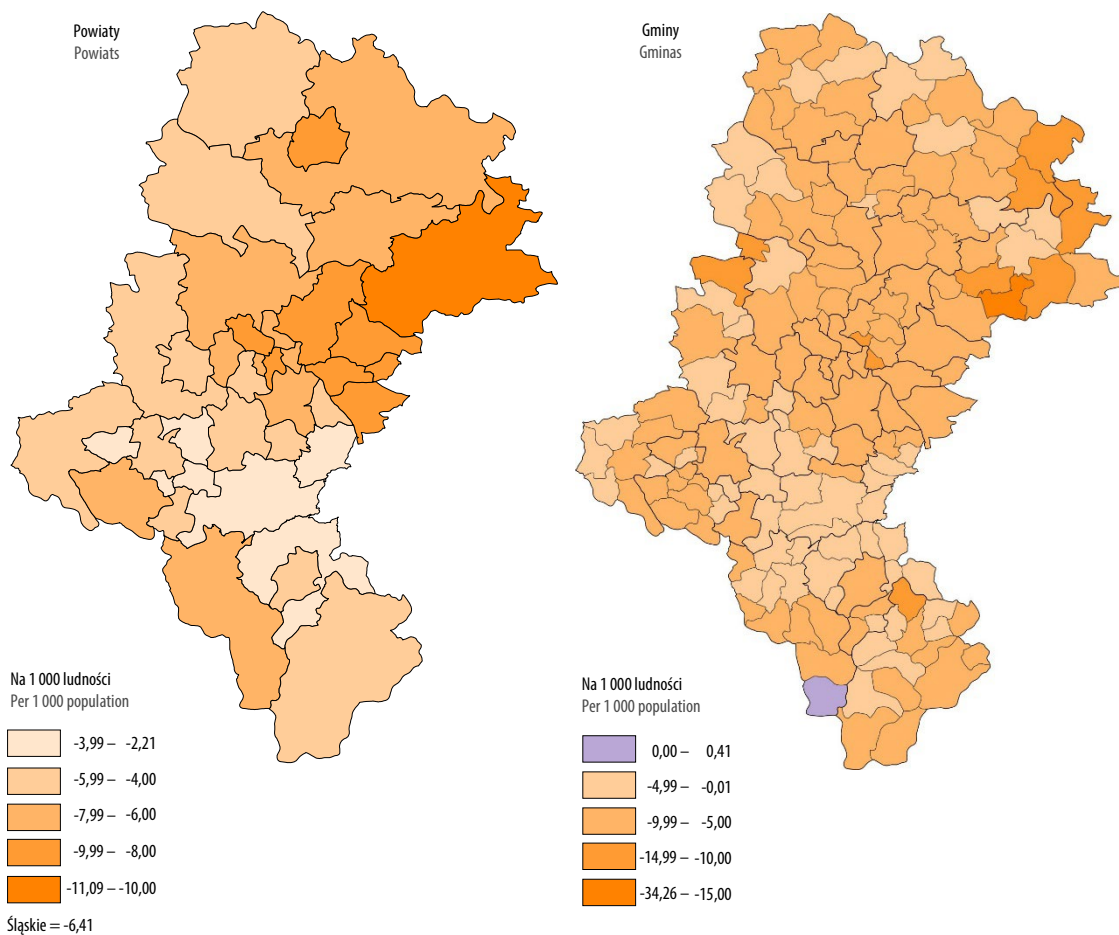 Powiaty
Powiats
Na 1 000 ludności
Per 1 000 population
-3,99 – -2,21
-5,99 – -4,00
-7,99 – -6,00
-9,99 – -8,00
-11,09 – -10,00
Śląskie = -6,41
Gminy
Gminas
Na 1 000 ludności
Per 1 000 population
0,00 – 0,41
-4,99 – -0,01
-9,99 – -5,00
-14,99 – -10,00
-34,26 – -15,00